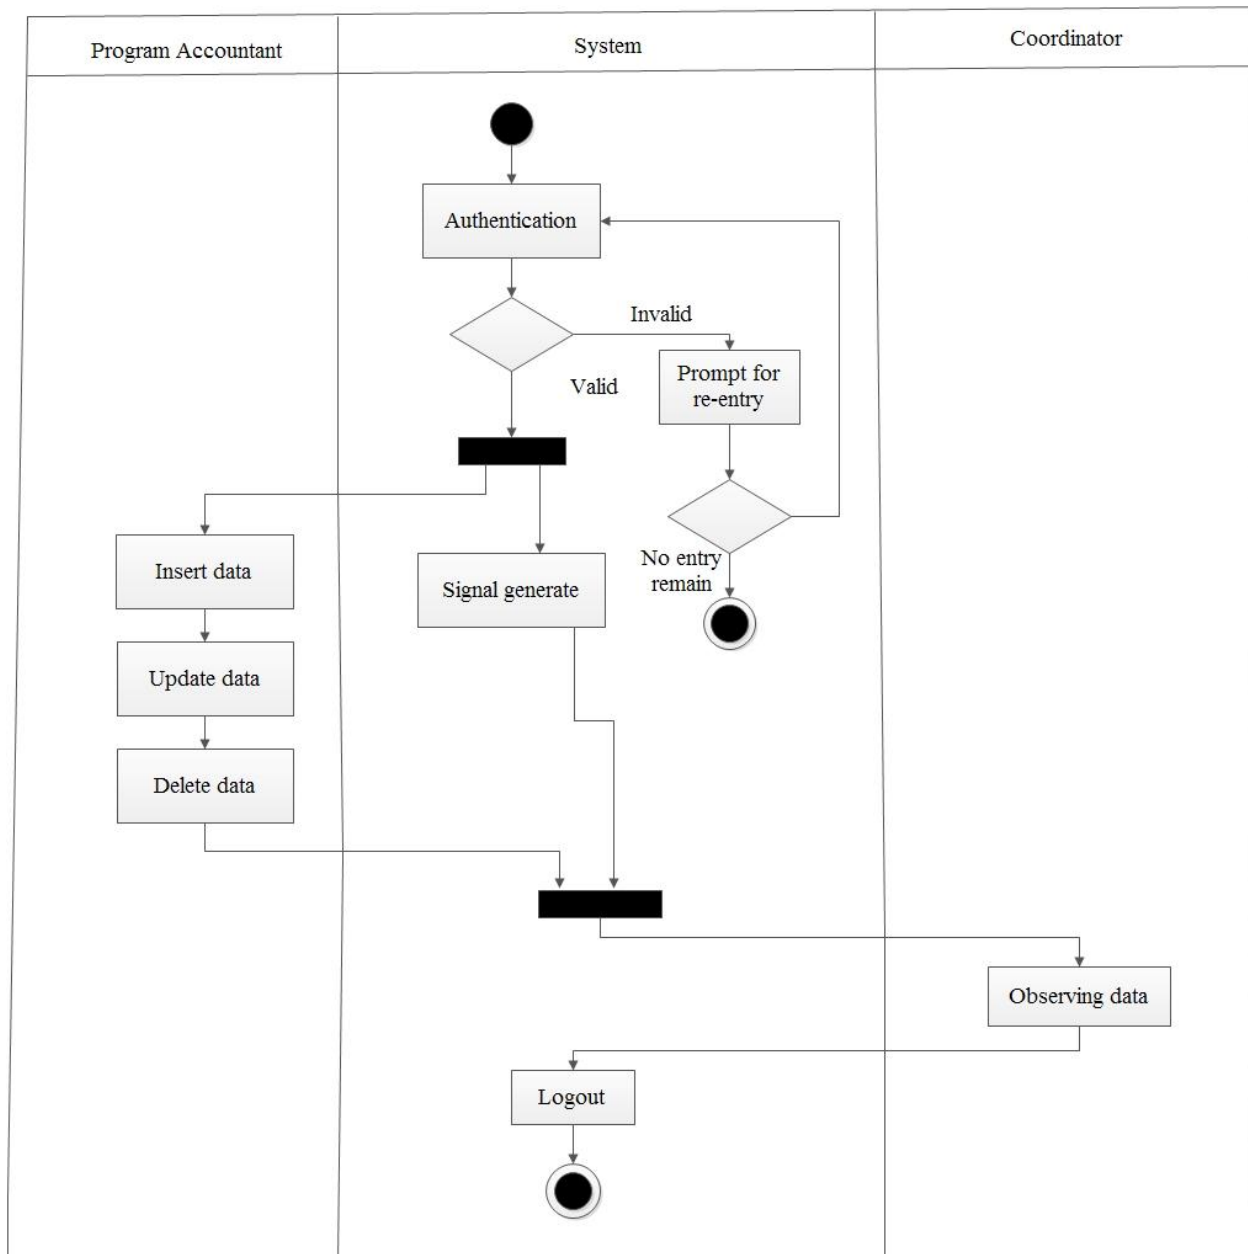 Program Accountant
System
Coordinator
Authentication
Invalid
Valid
Prompt for
re-entry
No entry
remain
Insert data
Signal generate
Update data
Delete data
Observing data
Logout